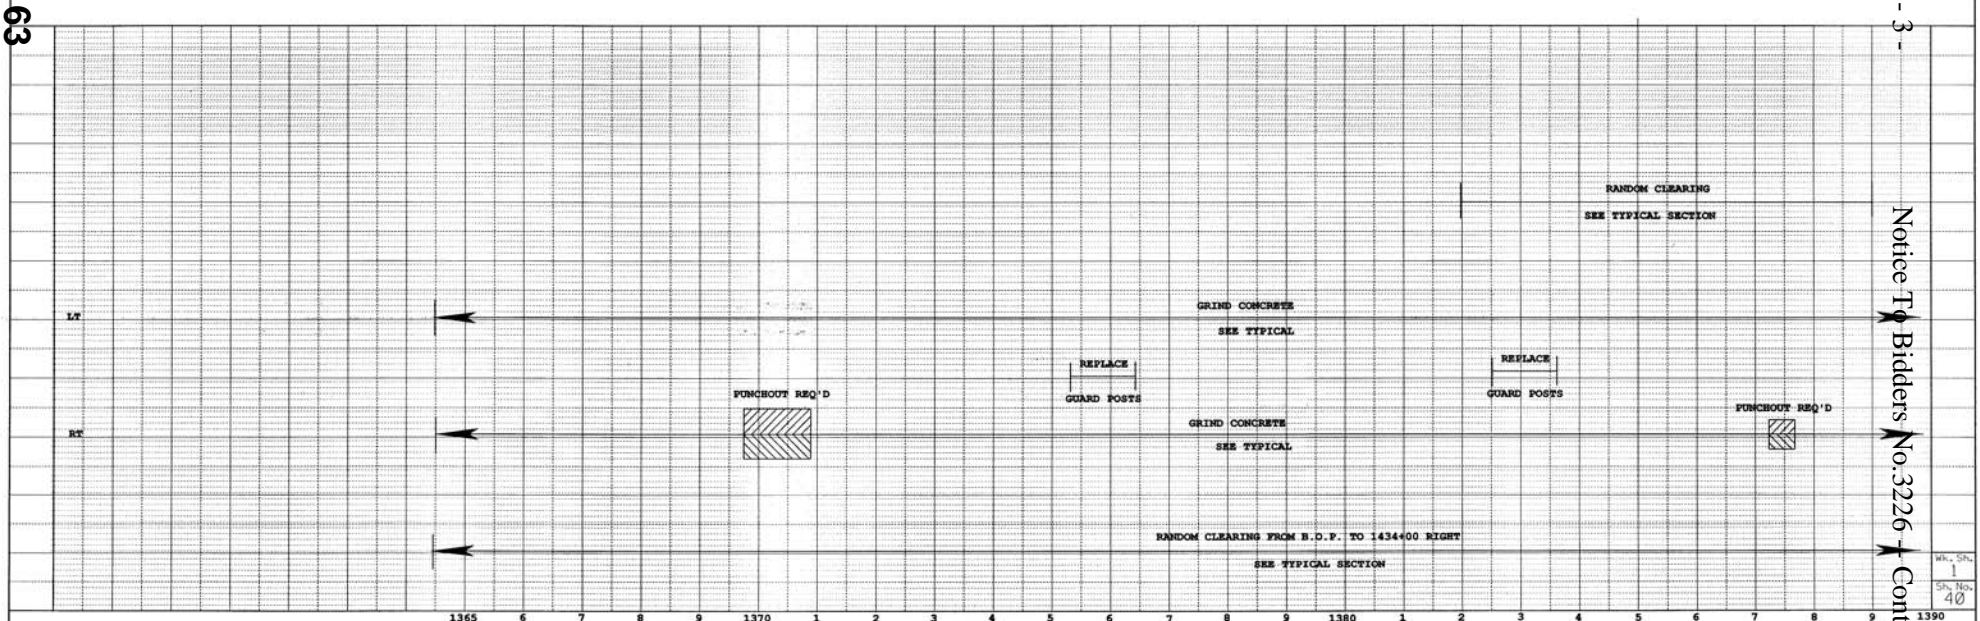 63
- 3 -
Notice To Bidders No.3226 -- Cont
RANDOM CLEARING
SEE TYPICAL SECTION
LT
GRIND CONCRETE
SEE TYPICAL
REPLACE
GUARD POSTS
REPLACE
GUARD POSTS
PUNCHOUT REQ'D
PUNCHOUT REQ'D
RT
GRIND CONCRETE
SEE TYPICAL
RANDOM CLEARING FROM B.O.P. TO 1434+00 RIGHT
SEE TYPICAL SECTION
Wk. Sh.
1
Sh. No.
40
1365 6 7 8 9 1370 1 2 3 4 5 6 7 8 9 1380 1 2 3 4 5 6 7 8 9 1390